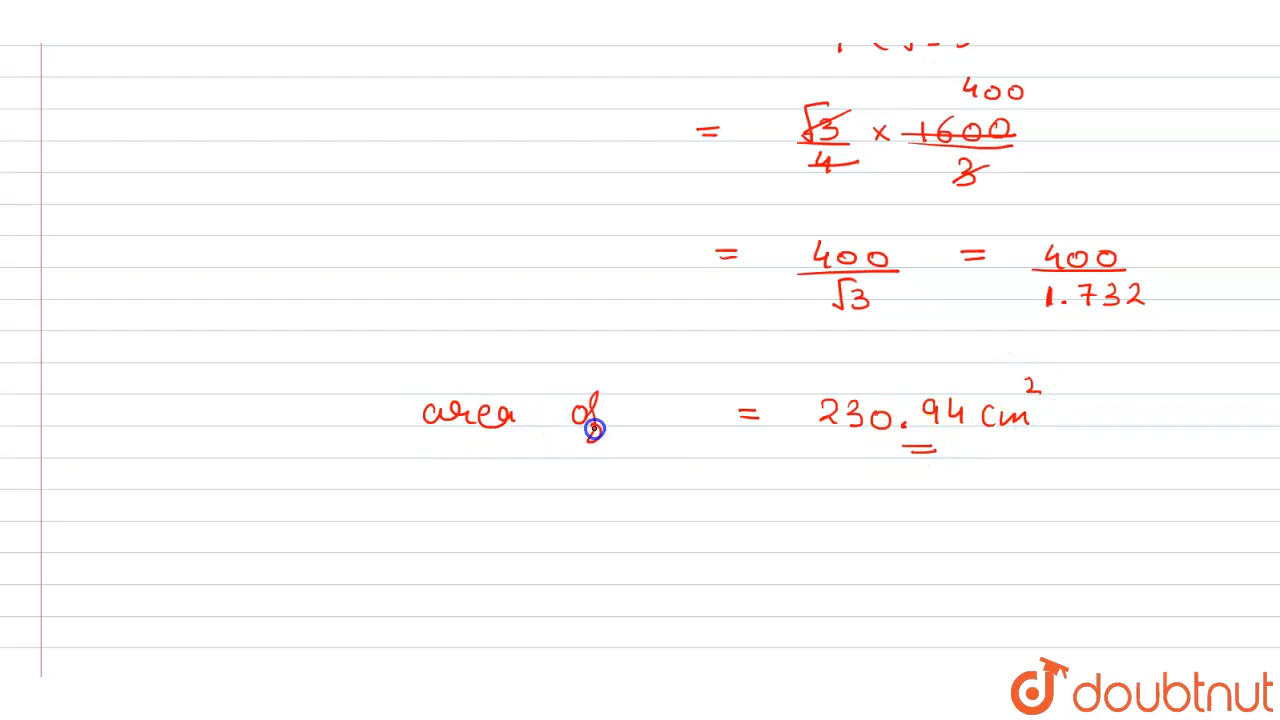 400
= √3/4 × 1600/3
= 400/√3 = 400/1.732
area of = 230.94 cm²
doubtnut